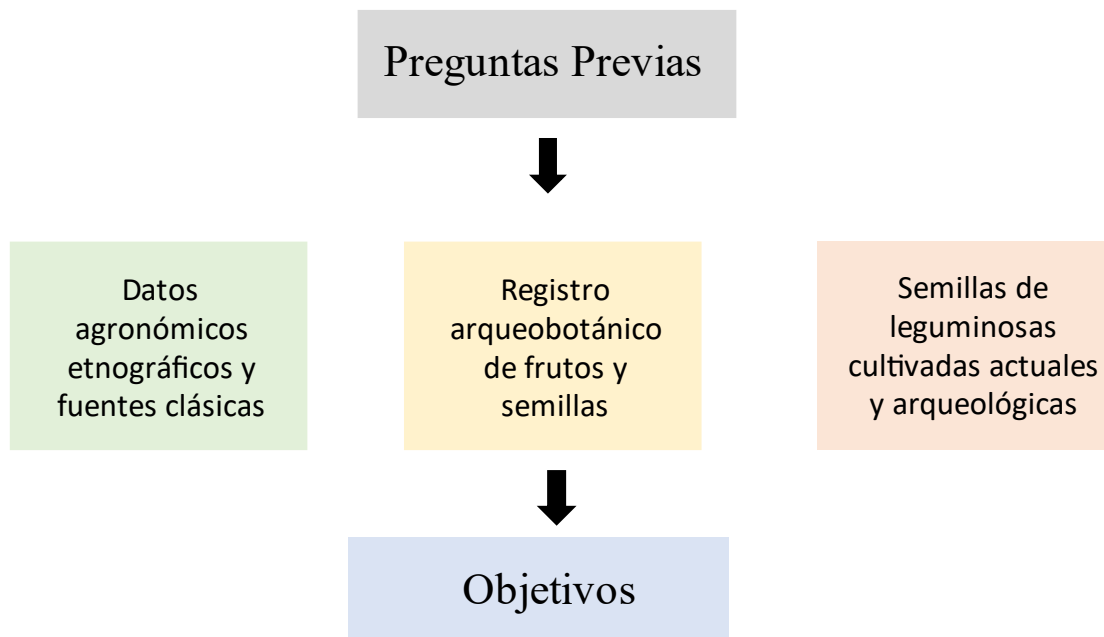 Preguntas Previas
Datos
agronómicos
etnográficos y
fuentes clásicas
Registro
arqueobotánico
de frutos y
semillas
Semillas de
leguminosas
cultivadas actuales
y arqueológicas
Objetivos